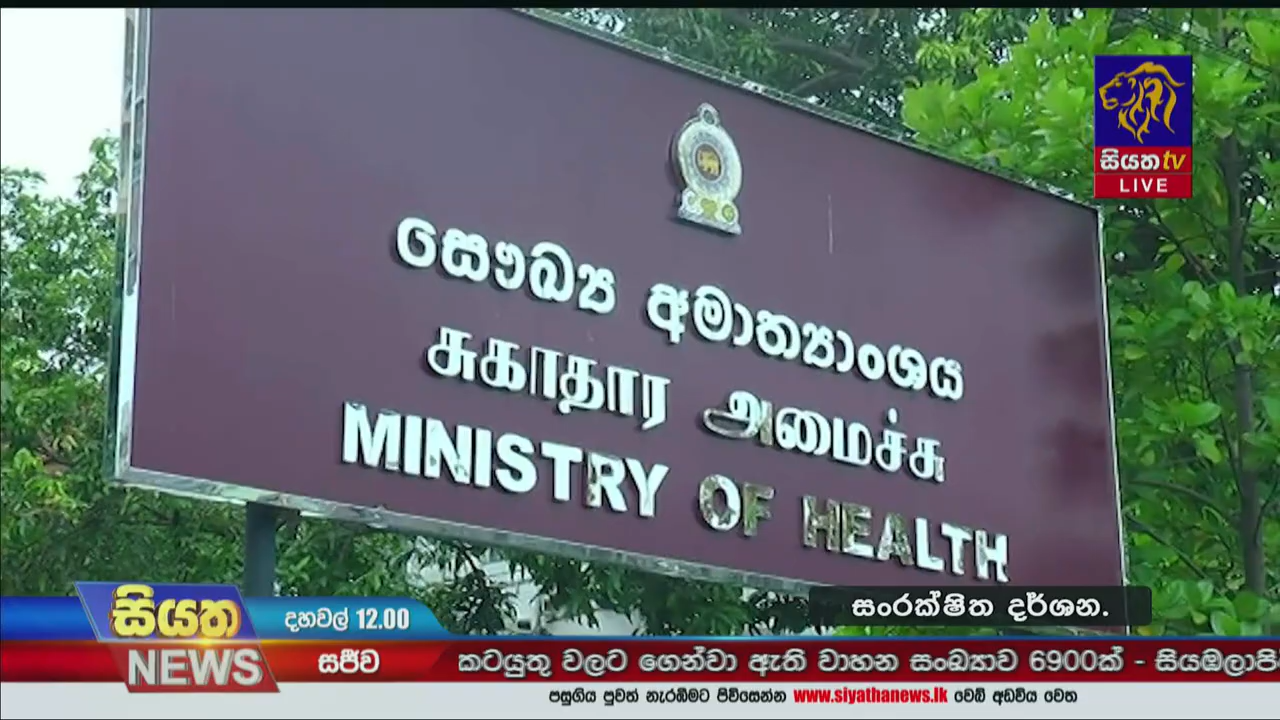 සියත tv
LIVE
සෞඛ්‍ය අමාත්‍යාංශය
சுகாதார அமைச்சு
MINISTRY OF HEALTH
සංරක්ෂිත දර්ශන.
සියත
NEWS
දහවල් 12.00
සජීව
කටයුතු වලට ගෙන්වා ඇති වාහන සංඛ්‍යාව 6900ක් -
පසුගිය පුවත් නැරඹීමට පිවිසෙන්න www.siyathanews.lk වෙබ් අඩවිය වෙත